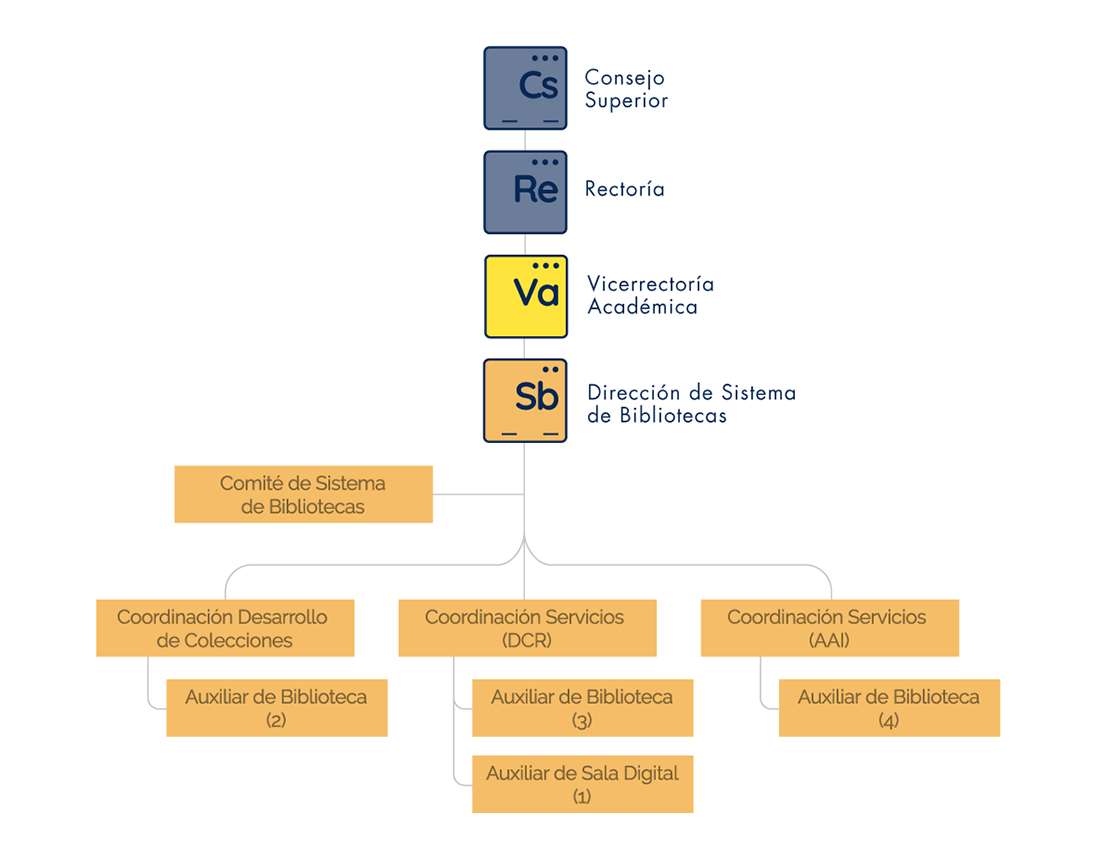 Cs
Consejo
Superior
Re
Rectoría
Va
Vicerrectoría
Académica
Sb
Dirección de Sistema
de Bibliotecas
Comité de Sistema
de Bibliotecas
Coordinación Desarrollo
de Colecciones
Auxiliar de Biblioteca
(2)
Coordinación Servicios
(DCR)
Auxiliar de Biblioteca
(3)
Auxiliar de Sala Digital
(1)
Coordinación Servicios
(AAI)
Auxiliar de Biblioteca
(4)